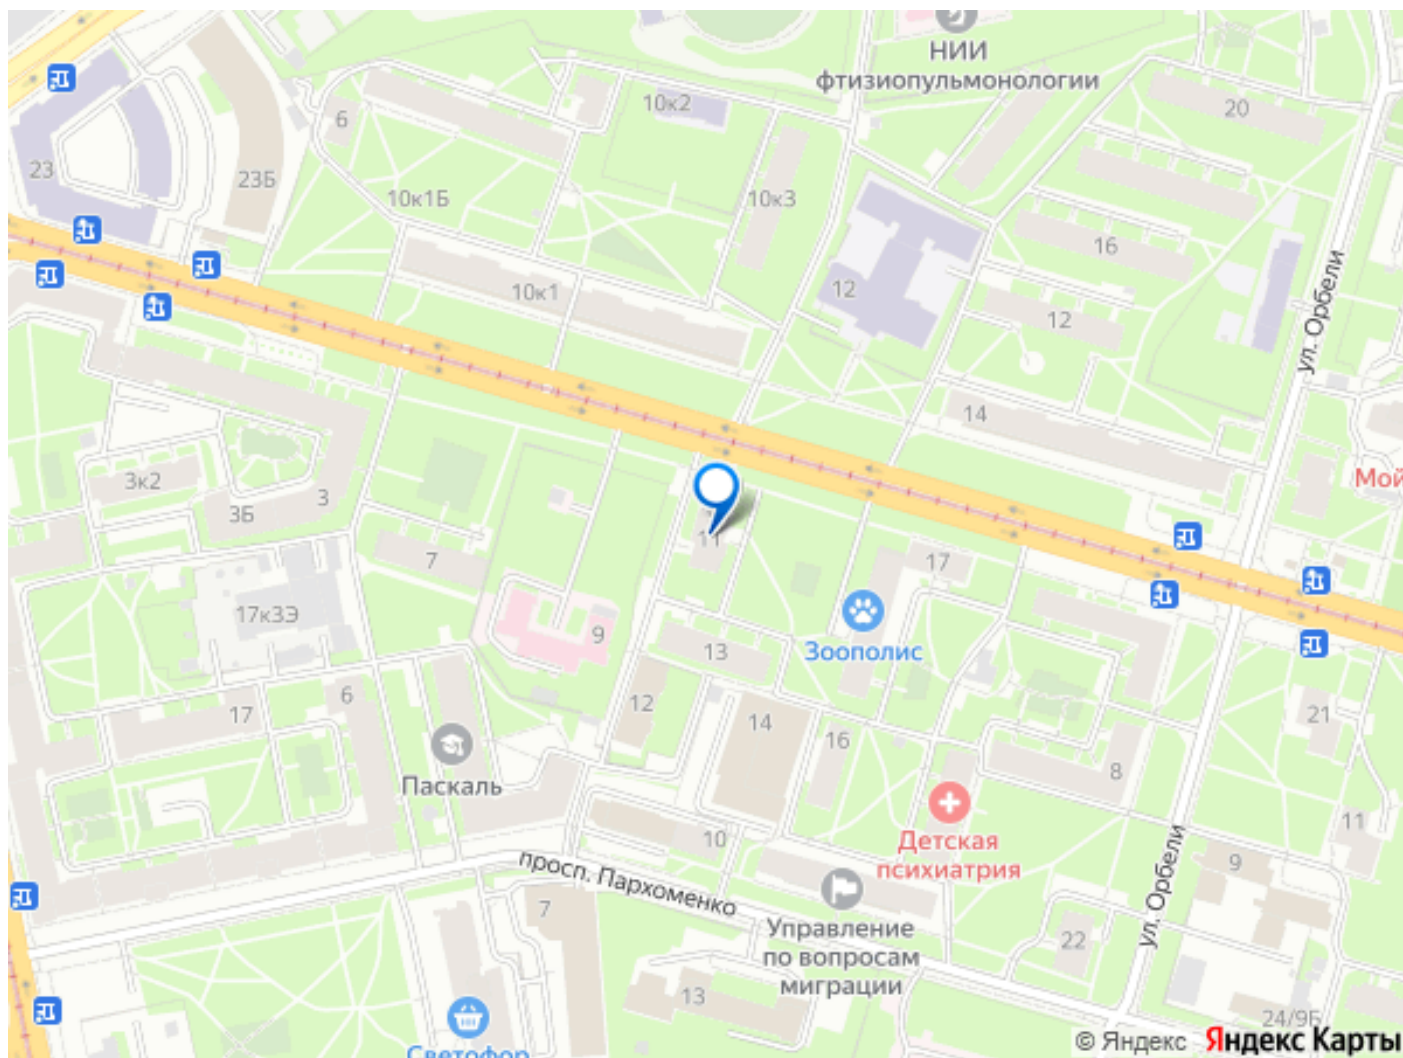 НИИ
фтизиопульмонологии
10к2
20
6
23
23Б
10к1Б
10к3
16
ул. Орбели
12
10к1
12
14
Мой
3к2
3
3Б
11
7
17
17к3Э
9
13
Зоополис
6
17
12
14
16
21
8
Паскаль
10
Детская
психиатрия
11
9
просп. Пархоменко
7
ул. Орбели
Управление
по вопросам
миграции
22
13
24/9Б
Светофор
© Яндекс Яндекс Карты